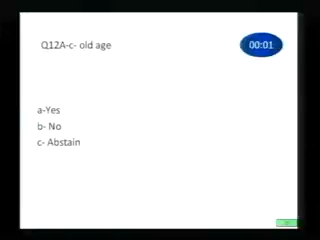 Q12A-c- old age
00:01
a-Yes
b- No
c- Abstain